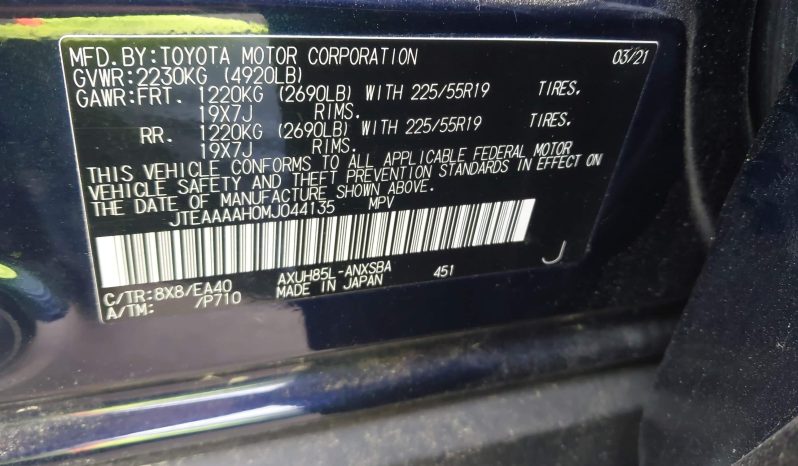 MFD. BY: TOYOTA MOTOR CORPORATION 03/21
GVWR: 2230KG (4920LB)
GAWR: FRT. 1220KG (2690LB) WITH 225/55R19 TIRES.
19X7J RIMS.
RR. 1220KG (2690LB) WITH 225/55R19 TIRES.
19X7J RIMS.
THIS VEHICLE CONFORMS TO ALL APPLICABLE FEDERAL MOTOR
VEHICLE SAFETY AND THEFT PREVENTION STANDARDS IN EFFECT ON
THE DATE OF MANUFACTURE SHOWN ABOVE.
JTEAAAAH0MJ044135 MPV
C/TR: 8X8/EA40 AXUH85L-ANXSBA 451 J
A/TM: /P710 MADE IN JAPAN